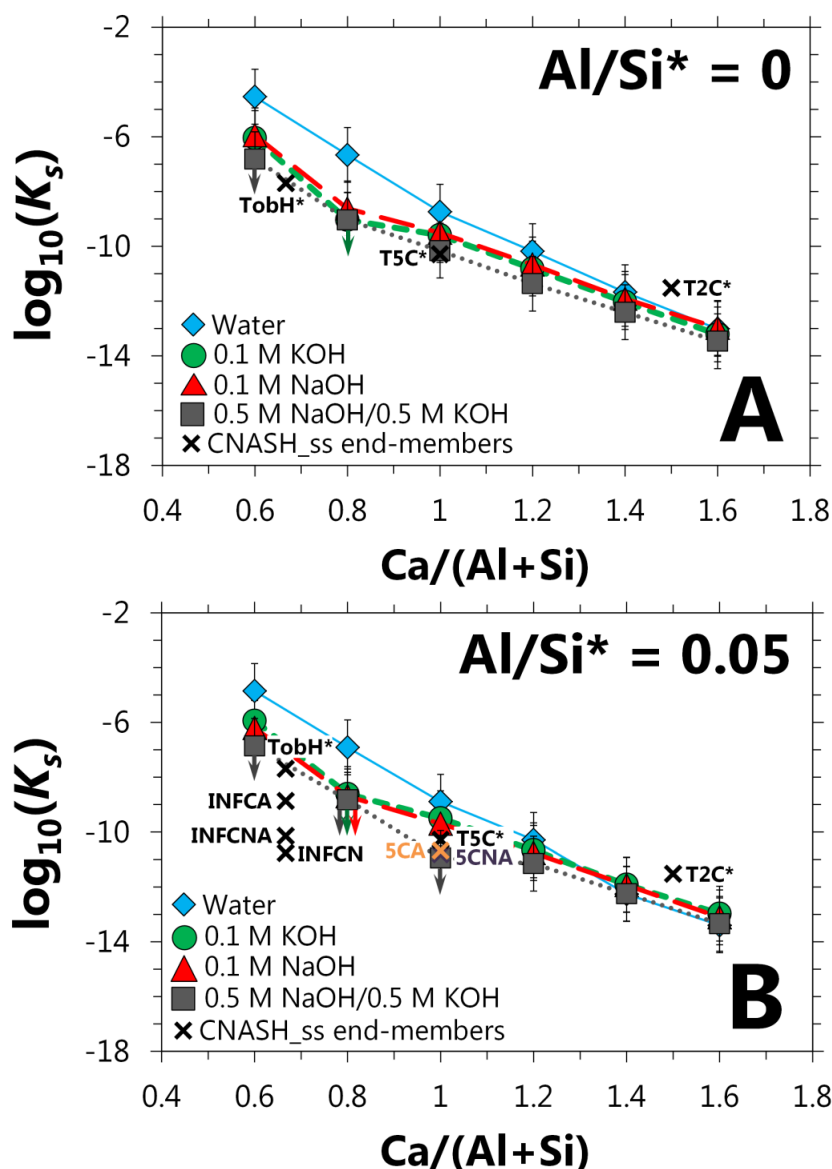 Al/Si* = 0
log₁₀(Kₛ)
-2
-6
-10
-14
-18
TobH*
T5C*
T2C*
Water
0.1 M KOH
0.1 M NaOH
0.5 M NaOH/0.5 M KOH
CNASH_ss end-members
A
0.4 0.6 0.8 1 1.2 1.4 1.6 1.8
Ca/(Al+Si)
Al/Si* = 0.05
log₁₀(Kₛ)
-2
-6
-10
-14
-18
TobH*
INFCA
INFCNA
INFCN
T5C*
5CA
5CNA
T2C*
Water
0.1 M KOH
0.1 M NaOH
0.5 M NaOH/0.5 M KOH
CNASH_ss end-members
B
0.4 0.6 0.8 1 1.2 1.4 1.6 1.8
Ca/(Al+Si)